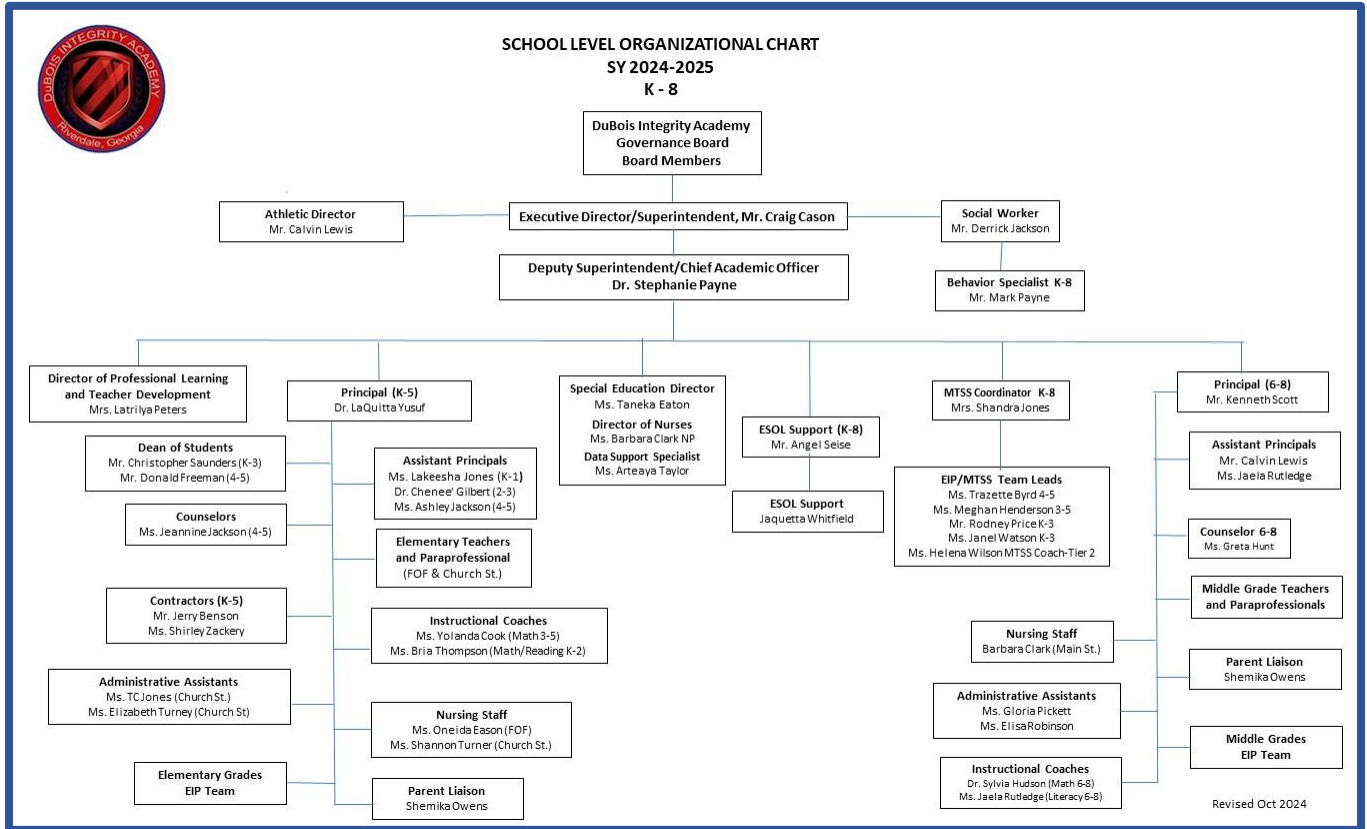 DuBOIS INTEGRITY ACADEMY
Riverdale, Georgia
SCHOOL LEVEL ORGANIZATIONAL CHART
SY 2024-2025
K - 8
DuBois Integrity Academy
Governance Board
Board Members
Athletic Director
Mr. Calvin Lewis
Executive Director/Superintendent, Mr. Craig Cason
Social Worker
Mr. Derrick Jackson
Deputy Superintendent/Chief Academic Officer
Dr. Stephanie Payne
Behavior Specialist K-8
Mr. Mark Payne
Director of Professional Learning
and Teacher Development
Mrs. Latrilya Peters
Principal (K-5)
Dr. LaQuitta Yusuf
Special Education Director
Ms. Taneka Eaton
Director of Nurses
Ms. Barbara Clark NP
Data Support Specialist
Ms. Arteaya Taylor
ESOL Support (K-8)
Mr. Angel Seise
ESOL Support
Jaquetta Whitfield
MTSS Coordinator K-8
Mrs. Shandra Jones
EIP/MTSS Team Leads
Ms. Trazette Byrd 4-5
Ms. Meghan Henderson 3-5
Mr. Rodney Price K-3
Ms. Janel Watson K-3
Ms. Helena Wilson MTSS Coach-Tier 2
Principal (6-8)
Mr. Kenneth Scott
Dean of Students
Mr. Christopher Saunders (K-3)
Mr. Donald Freeman (4-5)
Assistant Principals
Ms. Lakeesha Jones (K-1)
Dr. Chenee' Gilbert (2-3)
Ms. Ashley Jackson (4-5)
Counselors
Ms. Jeannine Jackson (4-5)
Elementary Teachers
and Paraprofessional
(FOF & Church St.)
Contractors (K-5)
Mr. Jerry Benson
Ms. Shirley Zackery
Instructional Coaches
Ms. Yolanda Cook (Math 3-5)
Ms. Bria Thompson (Math/Reading K-2)
Administrative Assistants
Ms. TC Jones (Church St.)
Ms. Elizabeth Turney (Church St)
Nursing Staff
Ms. Oneida Eason (FOF)
Ms. Shannon Turner (Church St.)
Elementary Grades
EIP Team
Parent Liaison
Shemika Owens
Assistant Principals
Mr. Calvin Lewis
Ms. Jaela Rutledge
Counselor 6-8
Ms. Greta Hunt
Middle Grade Teachers
and Paraprofessionals
Nursing Staff
Barbara Clark (Main St.)
Parent Liaison
Shemika Owens
Administrative Assistants
Ms. Gloria Pickett
Ms. Elisa Robinson
Middle Grades
EIP Team
Instructional Coaches
Dr. Sylvia Hudson (Math 6-8)
Ms. Jaela Rutledge (Literacy 6-8)
Revised Oct 2024